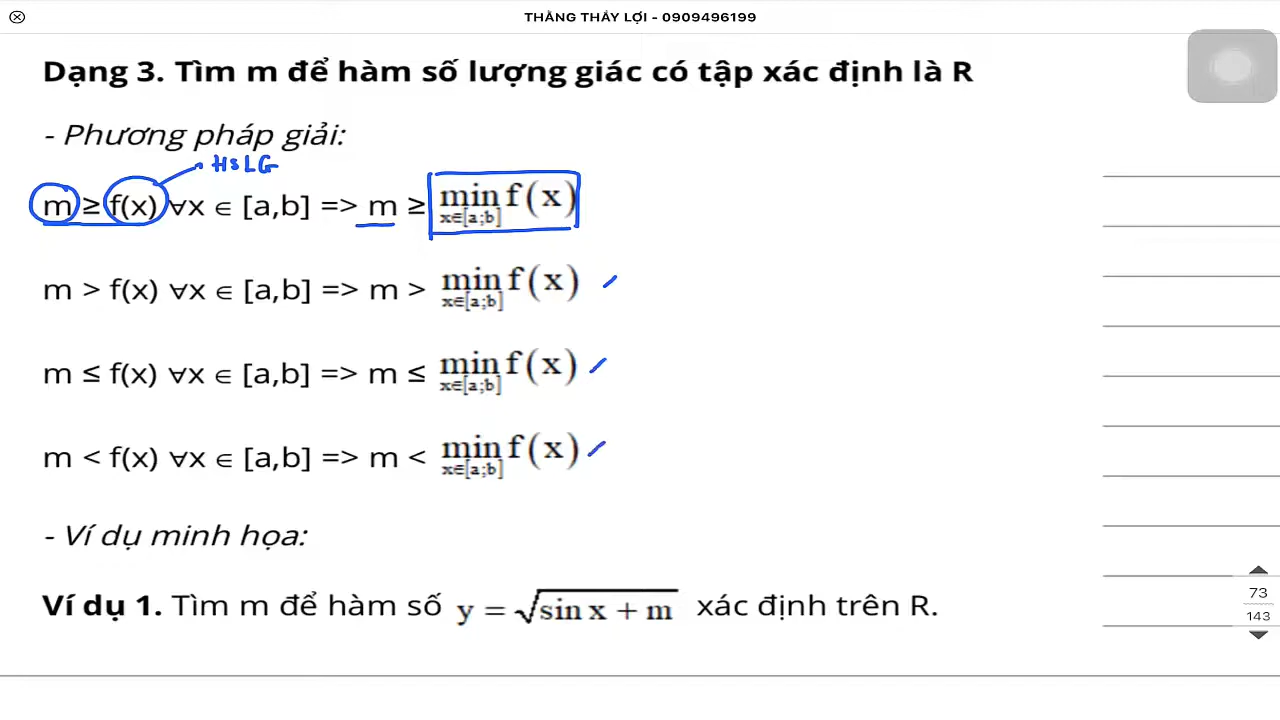 THẰNG THẦY LỢI - 0909496199
Dạng 3. Tìm m để hàm số lượng giác có tập xác định là R
- Phương pháp giải:
HSLG
m ≥ f(x) ∀x ∈ [a,b] => m ≥ min f(x) x∈[a;b]
m > f(x) ∀x ∈ [a,b] => m > min f(x) x∈[a;b]
m ≤ f(x) ∀x ∈ [a,b] => m ≤ min f(x) x∈[a;b]
m < f(x) ∀x ∈ [a,b] => m < min f(x) x∈[a;b]
- Ví dụ minh họa:
Ví dụ 1. Tìm m để hàm số y = √(sin x + m) xác định trên R.
73
143